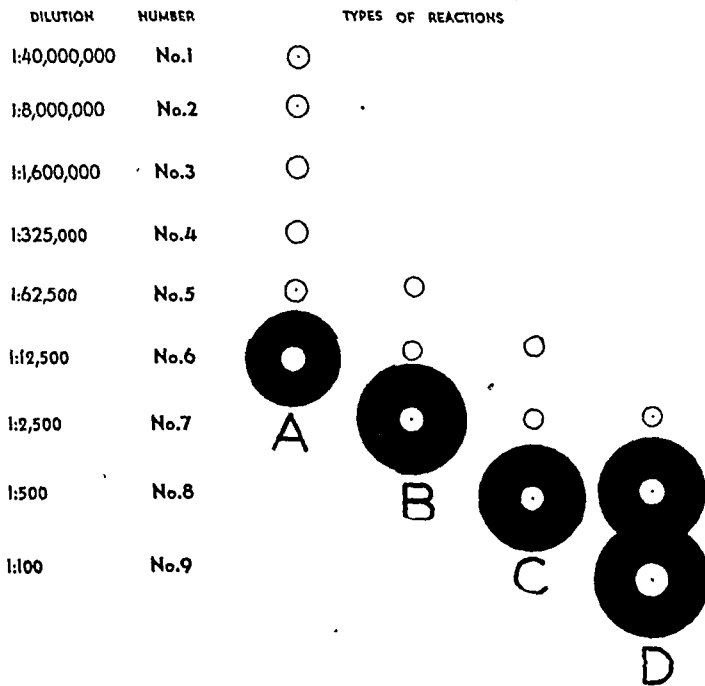 DILUTION NUMBER TYPES OF REACTIONS
1:40,000,000 No.1
1:8,000,000 No.2
1:1,600,000 No.3
1:325,000 No.4
1:62,500 No.5
1:12,500 No.6
1:2,500 No.7
A
1:500 No.8
B
1:100 No.9
C
D